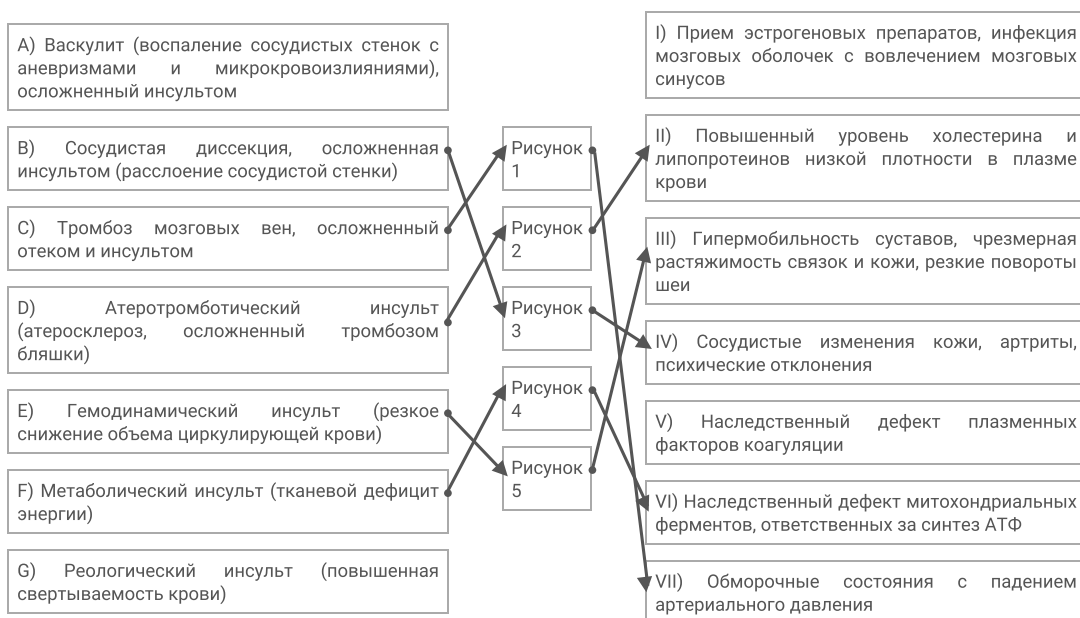 А) Васкулит (воспаление сосудистых стенок с
аневризмами и микрокровоизлияниями),
осложненный инсультом
B) Сосудистая диссекция, осложненная
инсультом (расслоение сосудистой стенки)
C) Тромбоз мозговых вен, осложненный
отеком и инсультом
D) Атеротромботический инсульт
(атеросклероз, осложненный тромбозом
бляшки)
E) Гемодинамический инсульт (резкое
снижение объема циркулирующей крови)
F) Метаболический инсульт (тканевой дефицит
энергии)
G) Реологический инсульт (повышенная
свертываемость крови)
Рисунок
1
Рисунок
2
Рисунок
3
Рисунок
4
Рисунок
5
I) Прием эстрогеновых препаратов, инфекция
мозговых оболочек с вовлечением мозговых
синусов
II) Повышенный уровень холестерина и
липопротеинов низкой плотности в плазме
крови
III) Гипермобильность суставов, чрезмерная
растяжимость связок и кожи, резкие повороты
шеи
IV) Сосудистые изменения кожи, артриты,
психические отклонения
V) Наследственный дефект плазменных
факторов коагуляции
VI) Наследственный дефект митохондриальных
ферментов, ответственных за синтез АТФ
VII) Обморочные состояния с падением
артериального давления